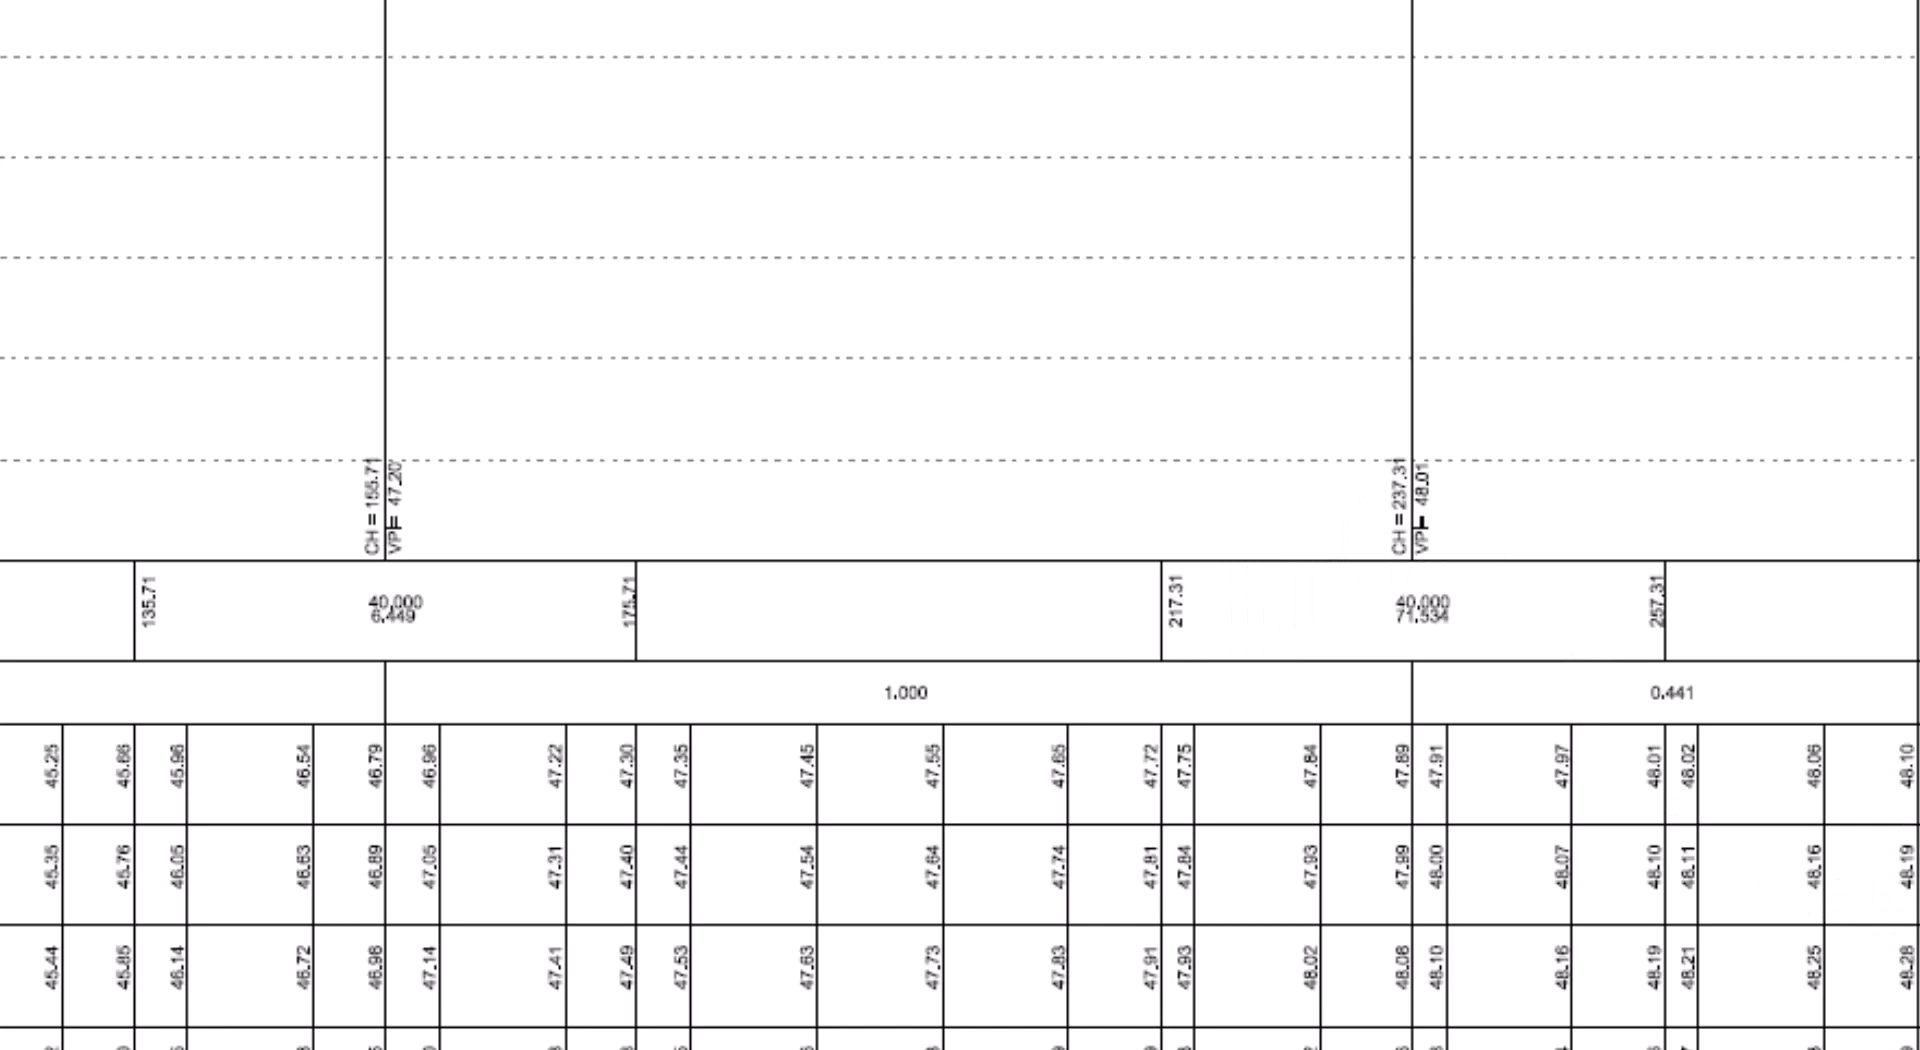 CH = 155.71
VPI= 47.20
CH = 237.31
VPI= 48.01
135.71
40.000
6.449
175.71
217.31
40.000
71.534
257.31
1.000
0.441
45.25 45.66 45.96 46.54 46.79 46.96 47.22 47.30 47.35 47.45 47.55 47.65 47.72 47.75 47.84 47.89 47.91 47.97 48.01 48.02 48.06 48.10
45.35 45.76 46.05 46.63 46.89 47.05 47.31 47.40 47.44 47.54 47.64 47.74 47.81 47.84 47.93 47.99 48.00 48.07 48.10 48.11 48.16 48.19
45.44 45.85 46.14 46.72 46.98 47.14 47.41 47.49 47.53 47.63 47.73 47.83 47.91 47.93 48.02 48.08 48.10 48.16 48.19 48.21 48.25 48.28